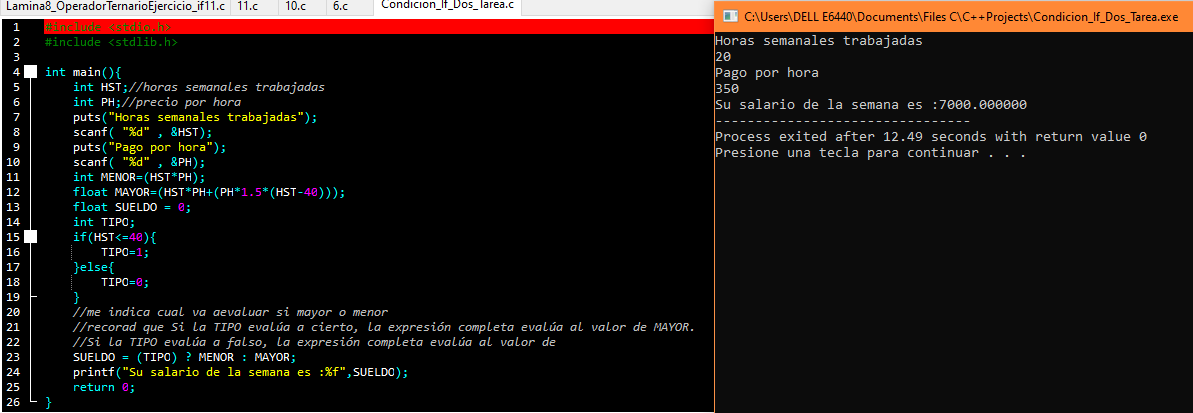 Lamina8_OperadorTernarioEjercicio_if11.c 11.c 10.c 6.c Condicion_If_Dos_Tarea.c
1 #include <stdio.h>
2 #include <stdlib.h>
3
4 int main(){
5 int HST;//horas semanales trabajadas
6 int PH;//precio por hora
7 puts("Horas semanales trabajadas");
8 scanf( "%d" , &HST);
9 puts("Pago por hora");
10 scanf( "%d" , &PH);
11 int MENOR=(HST*PH);
12 float MAYOR=(HST*PH+(PH*1.5*(HST-40)));
13 float SUELDO = 0;
14 int TIPO;
15 if(HST<=40){
16 TIPO=1;
17 }else{
18 TIPO=0;
19 }
20 //me indica cual va aevaluar si mayor o menor
21 //recorad que Si la TIPO evalúa a cierto, la expresión completa evalúa al valor de MAYOR.
22 //Si la TIPO evalúa a falso, la expresión completa evalúa al valor de
23 SUELDO = (TIPO) ? MENOR : MAYOR;
24 printf("Su salario de la semana es :%f",SUELDO);
25 return 0;
26 }
C:\Users\DELL E6440\Documents\Files C\C++Projects\Condicion_If_Dos_Tarea.exe
Horas semanales trabajadas
20
Pago por hora
350
Su salario de la semana es :7000.000000
--------------------------------
Process exited after 12.49 seconds with return value 0
Presione una tecla para continuar . . .